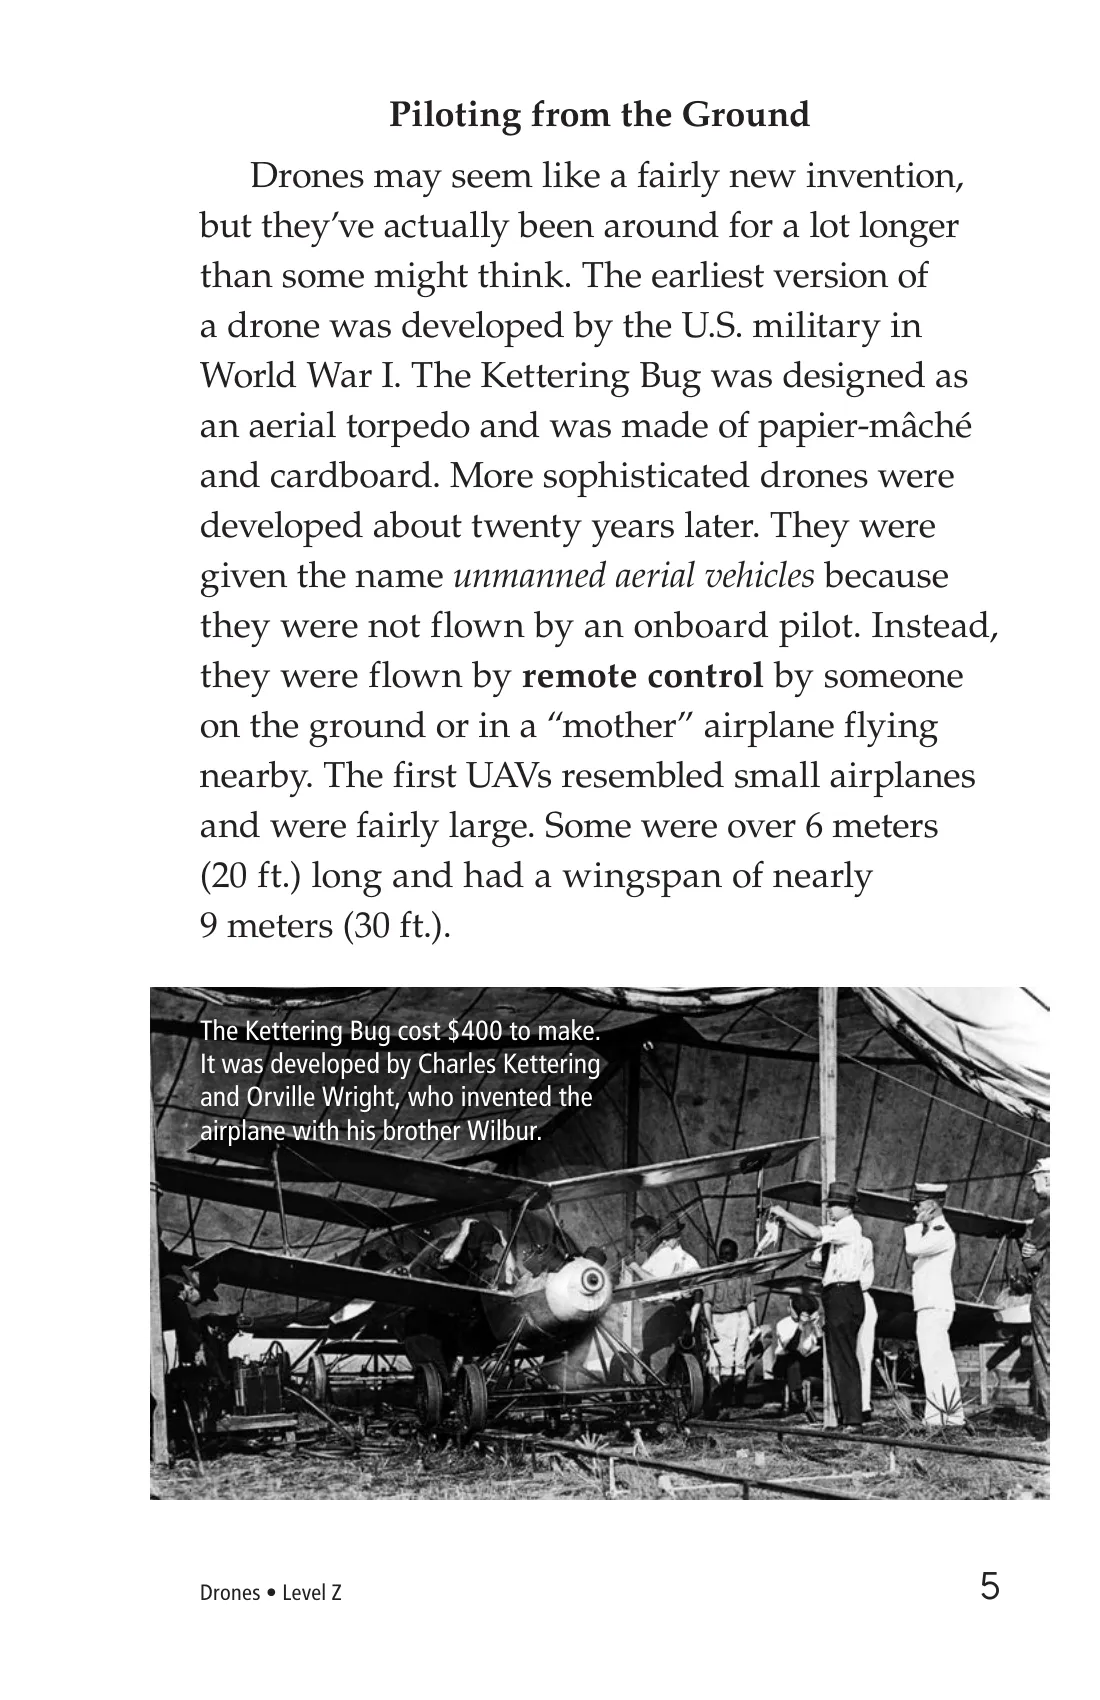 Piloting from the Ground
Drones may seem like a fairly new invention,
but they’ve actually been around for a lot longer
than some might think. The earliest version of
a drone was developed by the U.S. military in
World War I. The Kettering Bug was designed as
an aerial torpedo and was made of papier-mâché
and cardboard. More sophisticated drones were
developed about twenty years later. They were
given the name unmanned aerial vehicles because
they were not flown by an onboard pilot. Instead,
they were flown by remote control by someone
on the ground or in a “mother” airplane flying
nearby. The first UAVs resembled small airplanes
and were fairly large. Some were over 6 meters
(20 ft.) long and had a wingspan of nearly
9 meters (30 ft.).
The Kettering Bug cost $400 to make.
It was developed by Charles Kettering
and Orville Wright, who invented the
airplane with his brother Wilbur.
Drones • Level Z
5